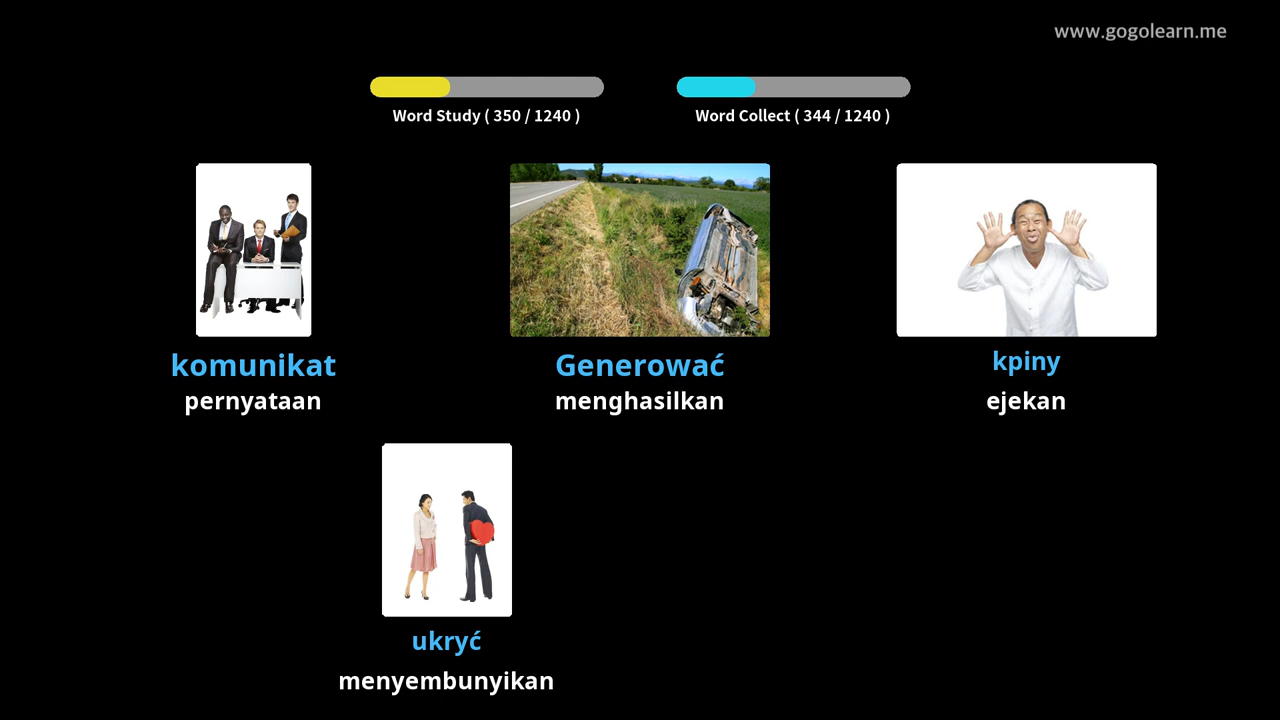 www.gogolearn.me
Word Study ( 350 / 1240 )
Word Collect ( 344 / 1240 )
komunikat
pernyataan
Generować
menghasilkan
kpiny
ejekan
ukryć
menyembunyikan